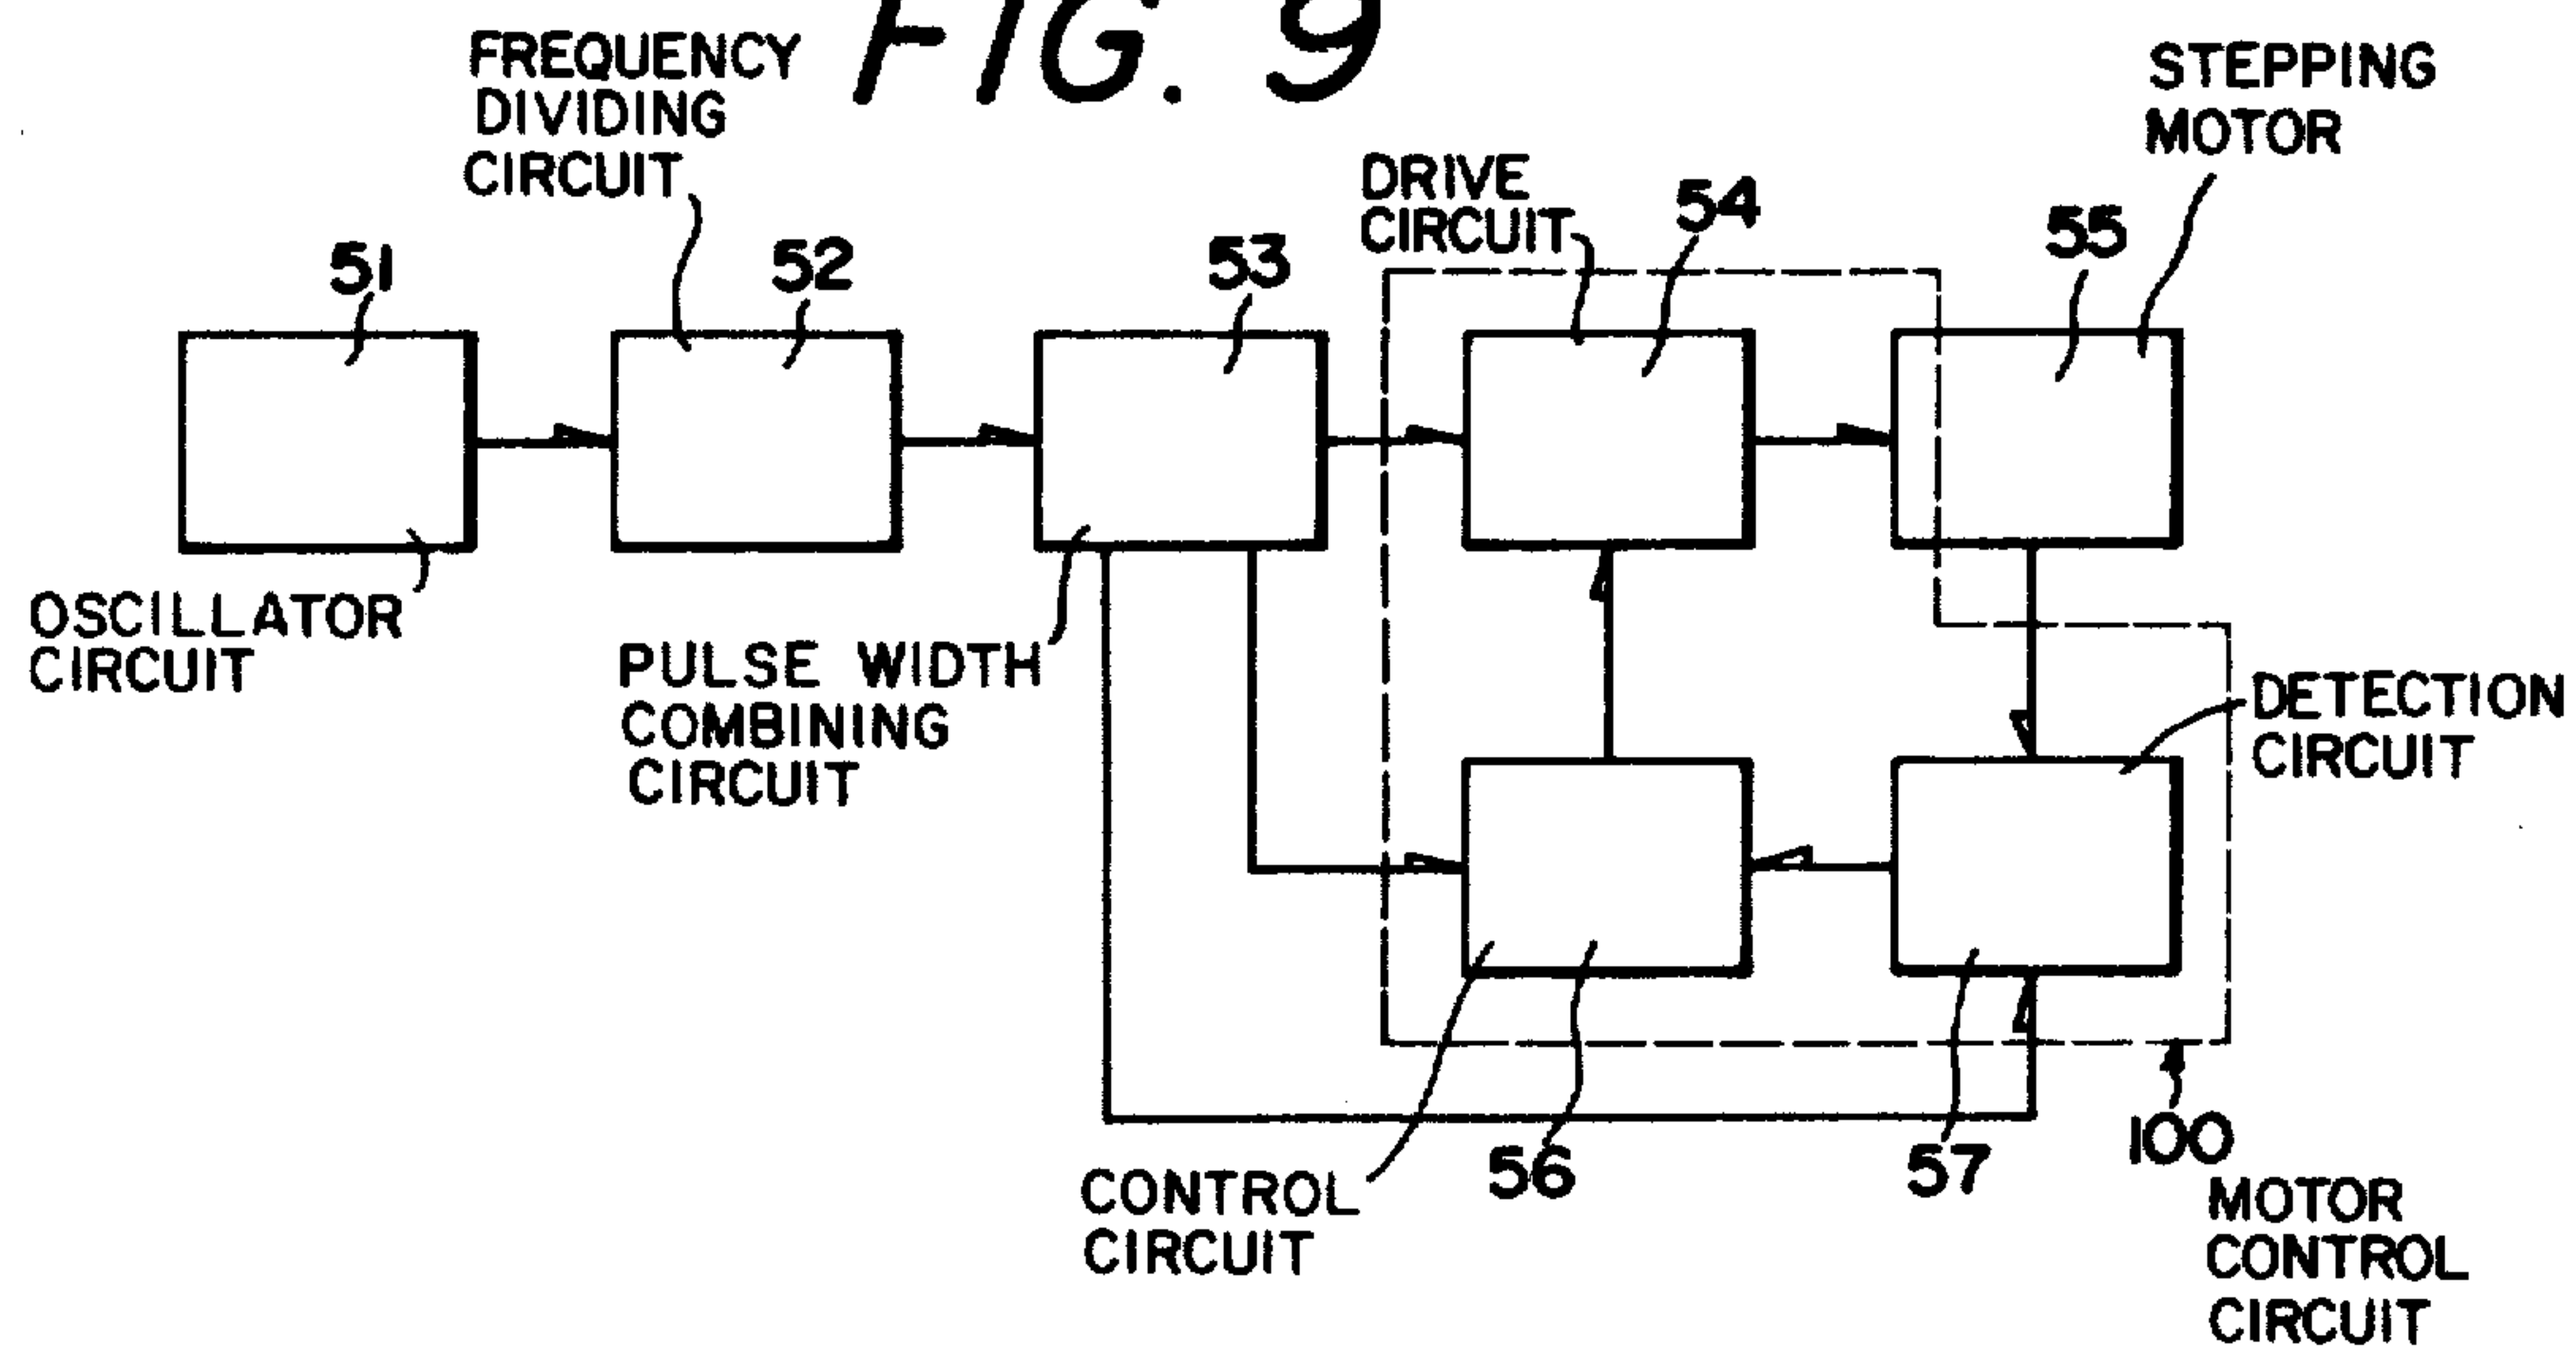 FIG. 9
FREQUENCY
DIVIDING
CIRCUIT
STEPPING
MOTOR
DRIVE
CIRCUIT
51
52
53
54
55
OSCILLATOR
CIRCUIT
PULSE WIDTH
COMBINING
CIRCUIT
DETECTION
CIRCUIT
CONTROL
CIRCUIT
56
57
100
MOTOR
CONTROL
CIRCUIT